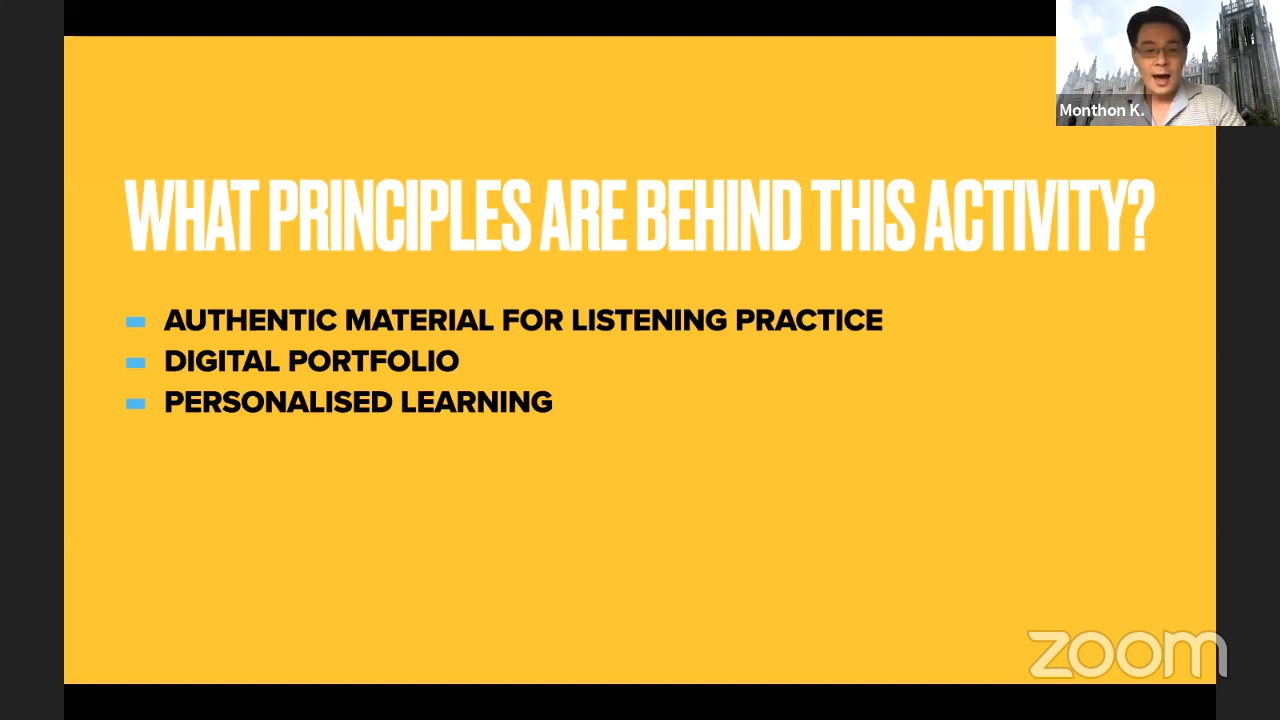 Monthon K.
WHAT PRINCIPLES ARE BEHIND THIS ACTIVITY?
AUTHENTIC MATERIAL FOR LISTENING PRACTICE
DIGITAL PORTFOLIO
PERSONALISED LEARNING
zoom